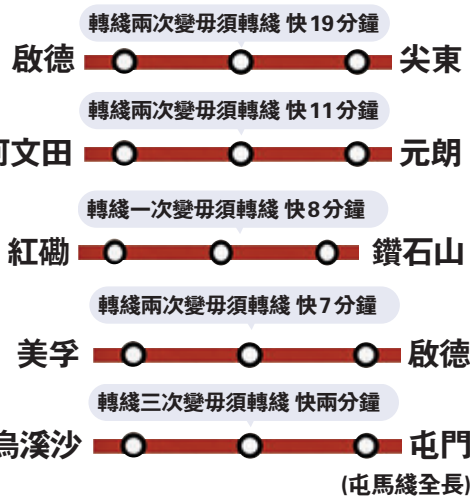 轉綫兩次變毋須轉綫 快19分鐘
啟德 尖東
轉綫兩次變毋須轉綫 快11分鐘
何文田 元朗
轉綫一次變毋須轉綫 快8分鐘
紅磡 鑽石山
轉綫兩次變毋須轉綫 快7分鐘
美孚 啟德
轉綫三次變毋須轉綫 快兩分鐘
烏溪沙 屯門
(屯馬綫全長)